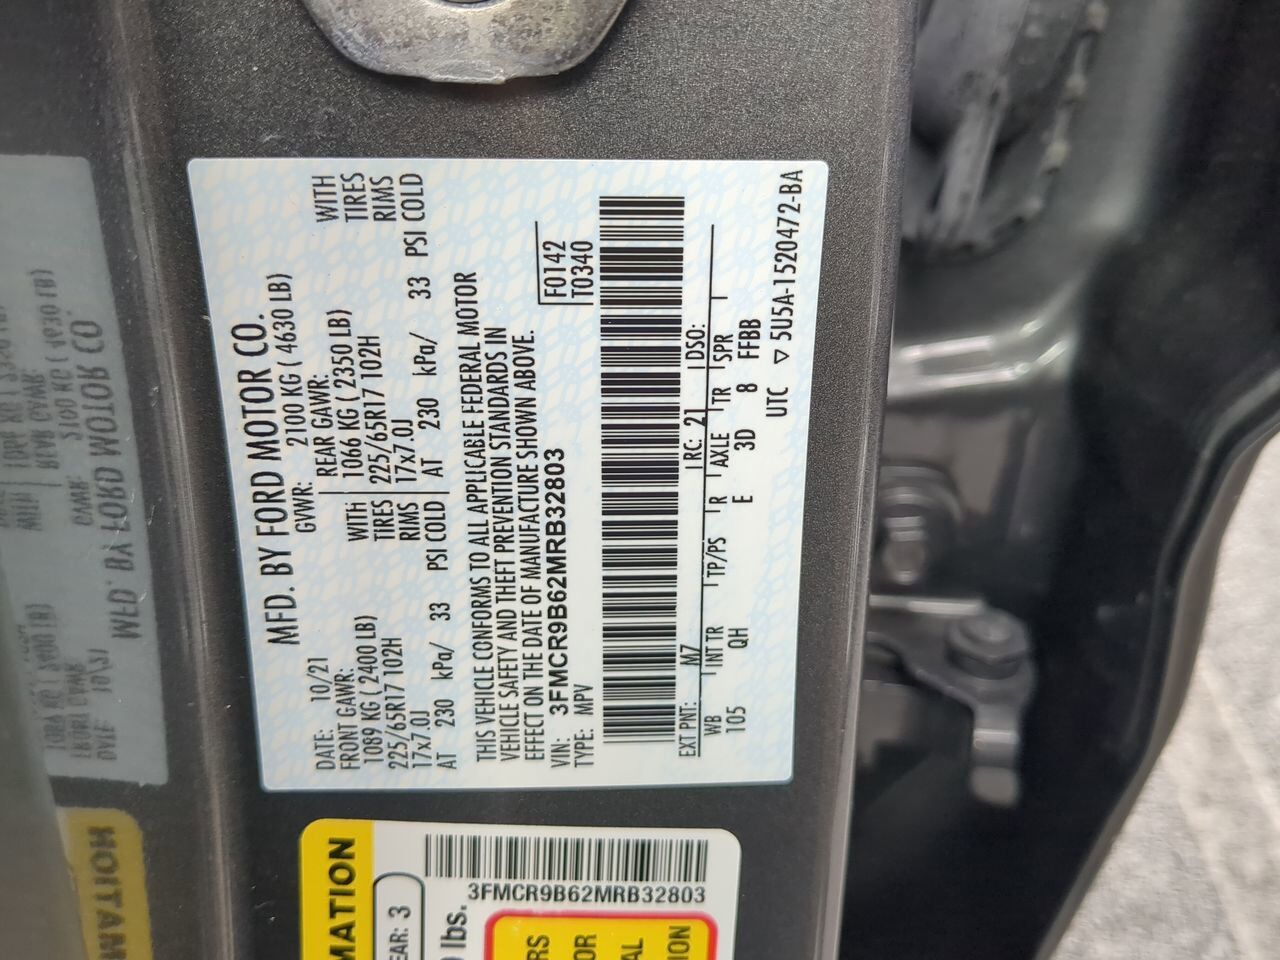 MFD. BY FORD MOTOR CO.
DATE: 10/21 GVWR: 2100 KG ( 4630 LB)
FRONT GAWR: REAR GAWR:
1089 KG ( 2400 LB) WITH 1066 KG ( 2350 LB) WITH
225/65R17 102H TIRES 225/65R17 102H TIRES
17x7.0J RIMS 17x7.0J RIMS
AT 230 kPa/ 33 PSI COLD AT 230 kPa/ 33 PSI COLD
THIS VEHICLE CONFORMS TO ALL APPLICABLE FEDERAL MOTOR
VEHICLE SAFETY AND THEFT PREVENTION STANDARDS IN
EFFECT ON THE DATE OF MANUFACTURE SHOWN ABOVE.
VIN: 3FMCR9B62MRB32803 F0142
TYPE: MPV T0340
EXT PNT: M7 RC: 21 DSO:
WB INT TR TP/PS R AXLE TR SPR
105 QH E 3D 8 FFBB
UTC ▽ 5U5A-1520472-BA
MATION
EAR: 3
3FMCR9B62MRB32803
lbs.